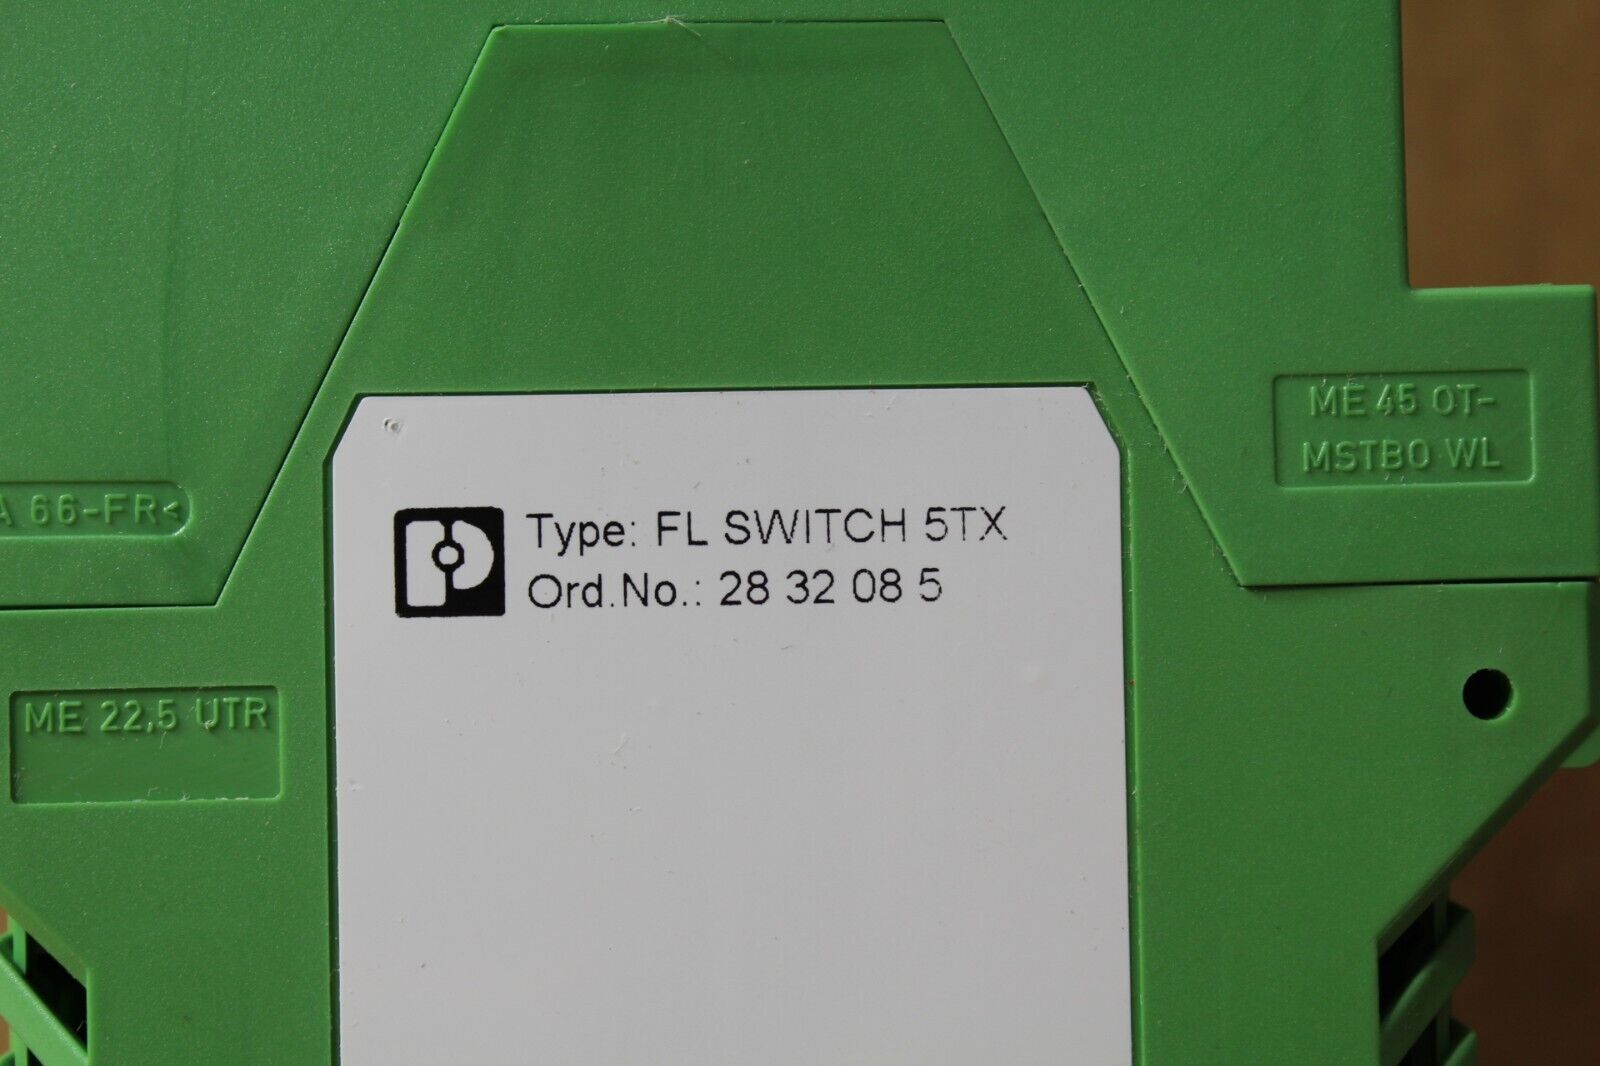 ME 45 OT-
MSTBO WL
A 66-FR<
Type: FL SWITCH 5TX
Ord.No.: 28 32 08 5
ME 22,5 UTR